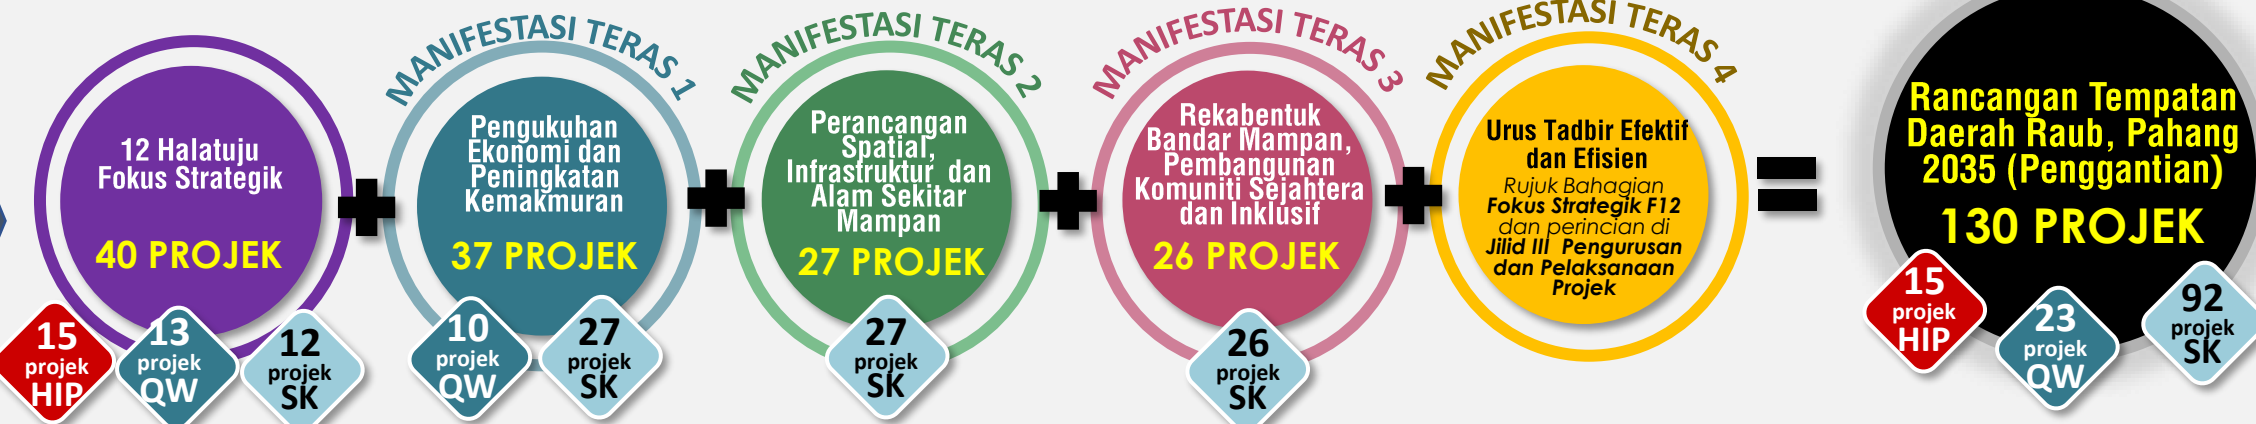 12 Halatuju
Fokus Strategik
40 PROJEK
15
projek
HIP
13
projek
QW
12
projek
SK
MANIFESTASI TERAS 1
Pengukuhan
Ekonomi dan
Peningkatan
Kemakmuran
37 PROJEK
10
projek
QW
27
projek
SK
MANIFESTASI TERAS 2
Perancangan
Spatial,
Infrastruktur dan
Alam Sekitar
Mampan
27 PROJEK
27
projek
SK
MANIFESTASI TERAS 3
Rekabentuk
Bandar Mampan,
Pembangunan
Komuniti Sejahtera
dan Inklusif
26 PROJEK
26
projek
SK
MANIFESTASI TERAS 4
Urus Tadbir Efektif
dan Efisien
Rujuk Bahagian
Fokus Strategik F12
dan perincian di
Jilid III Pengurusan
dan Pelaksanaan
Projek
Rancangan Tempatan
Daerah Raub, Pahang
2035 (Penggantian)
130 PROJEK
15
projek
HIP
23
projek
QW
92
projek
SK